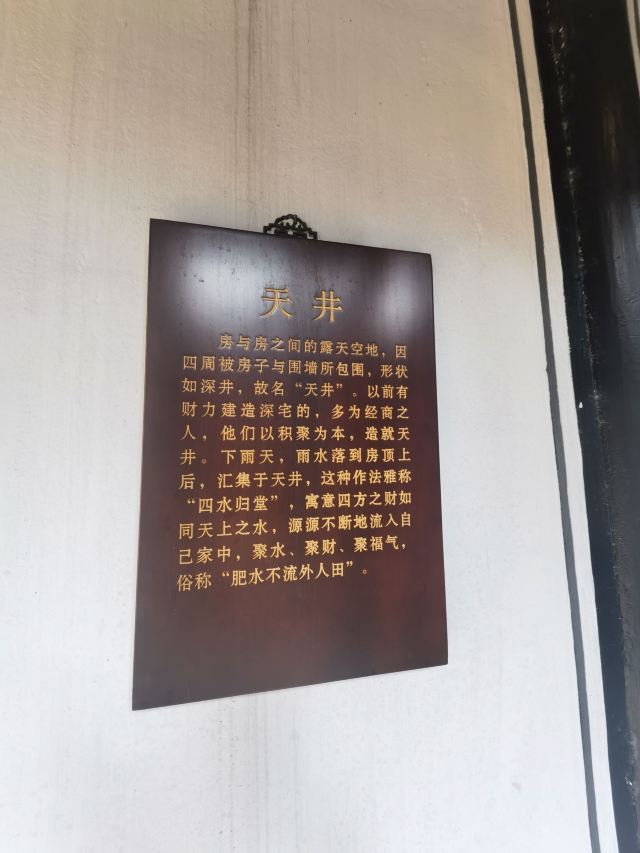 天井
房与房之间的露天空地，因
四周被房子与围墙所包围，形状
如深井，故名“天井”。以前有
财力建造深宅的，多为经商之
人，他们以积聚为本，造就天
井。下雨天，雨水落到房顶上
后，汇集于天井，这种作法雅称
“四水归堂”，寓意四方之财如
同天上之水，源源不断地流入自
己家中，聚水、聚财、聚福气，
俗称“肥水不流外人田”。